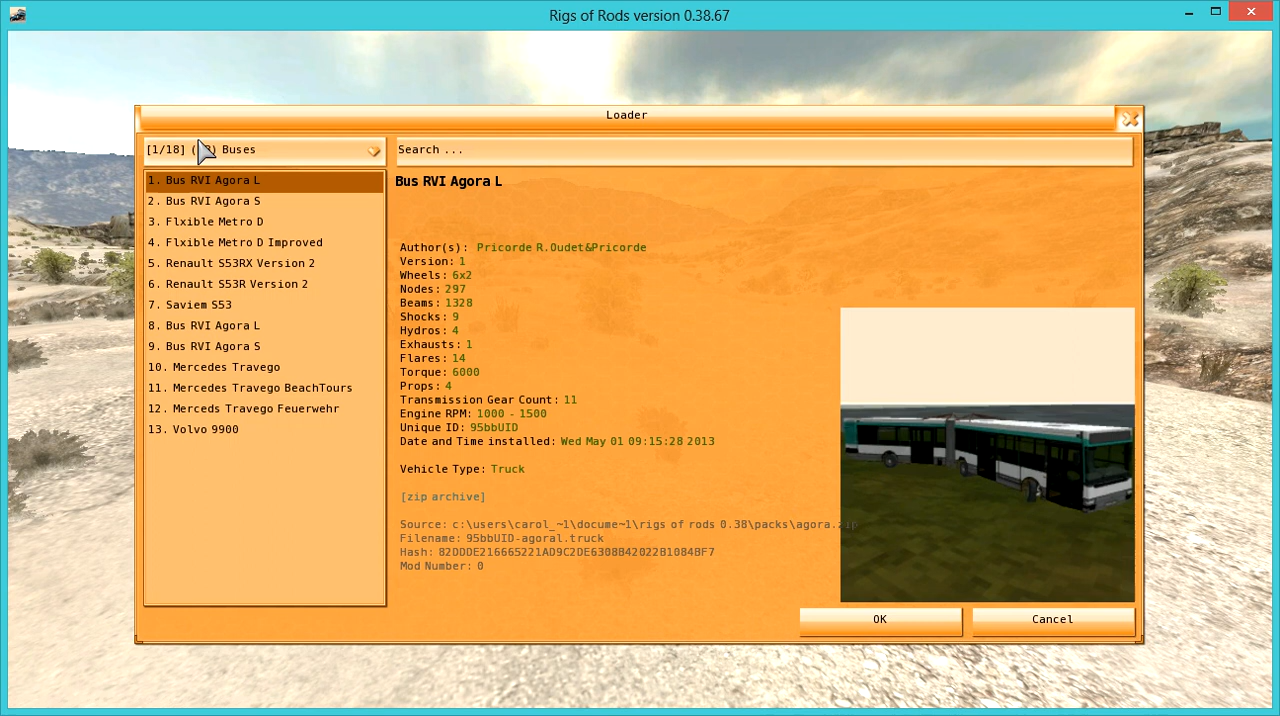 Rigs of Rods version 0.38.67
Loader
[1/18] ( ) Buses
Search ...
1. Bus RVI Agora L
2. Bus RVI Agora S
3. Flxible Metro D
4. Flxible Metro D Improved
5. Renault S53RX Version 2
6. Renault S53R Version 2
7. Saviem S53
8. Bus RVI Agora L
9. Bus RVI Agora S
10. Mercedes Travego
11. Mercedes Travego BeachTours
12. Merceds Travego Feuerwehr
13. Volvo 9900
Bus RVI Agora L
Author(s): Pricorde R.Oudet&Pricorde
Version: 1
Wheels: 6x2
Nodes: 297
Beams: 1328
Shocks: 9
Hydros: 4
Exhausts: 1
Flares: 14
Torque: 6000
Props: 4
Transmission Gear Count: 11
Engine RPM: 1000 - 1500
Unique ID: 95bbUID
Date and Time installed: Wed May 01 09:15:28 2013
Vehicle Type: Truck
[zip archive]
Source: c:\users\carol_~1\docume~1\rigs of rods 0.38\packs\agora.zip
Filename: 95bbUID-agoral.truck
Hash: 82DDDE216665221AD9C2DE6308B4202281084BF7
Mod Number: 0
OK
Cancel